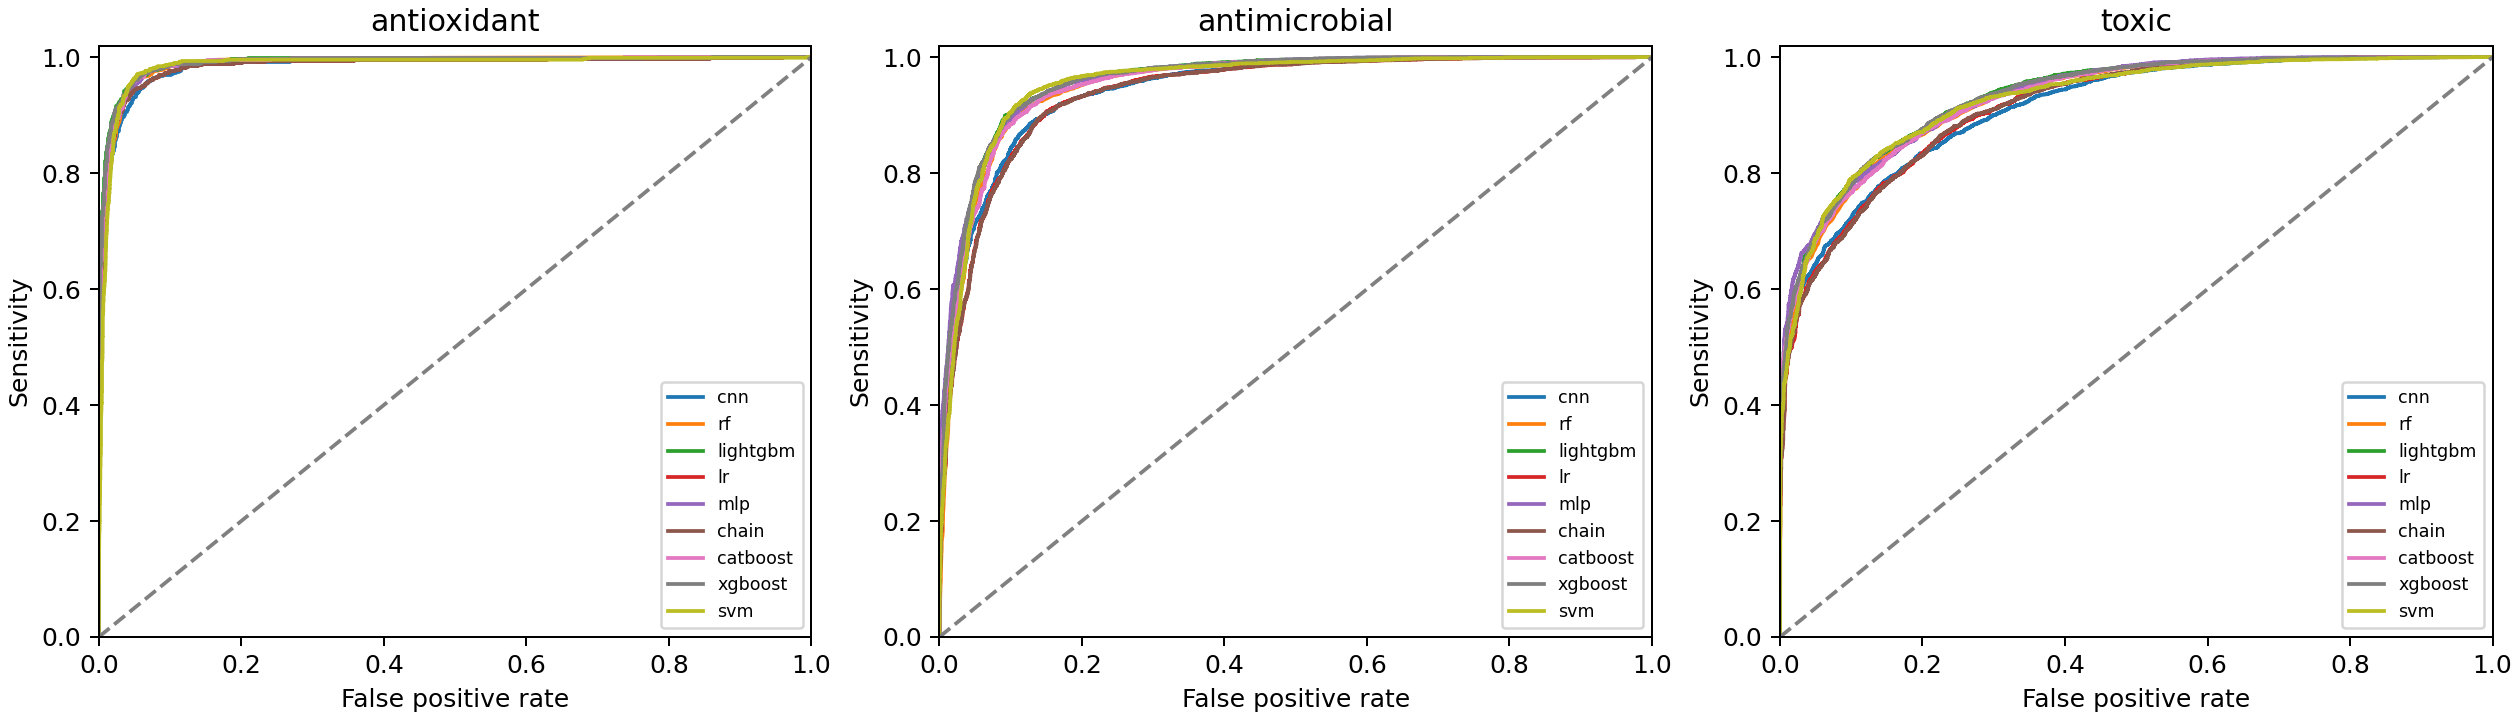 antioxidant
1.0
0.8
0.6
0.4
0.2
0.0
Sensitivity
cnn
rf
lightgbm
lr
mlp
chain
catboost
xgboost
svm
0.0 0.2 0.4 0.6 0.8 1.0
False positive rate
antimicrobial
1.0
0.8
0.6
0.4
0.2
0.0
Sensitivity
cnn
rf
lightgbm
lr
mlp
chain
catboost
xgboost
svm
0.0 0.2 0.4 0.6 0.8 1.0
False positive rate
toxic
1.0
0.8
0.6
0.4
0.2
0.0
Sensitivity
cnn
rf
lightgbm
lr
mlp
chain
catboost
xgboost
svm
0.0 0.2 0.4 0.6 0.8 1.0
False positive rate